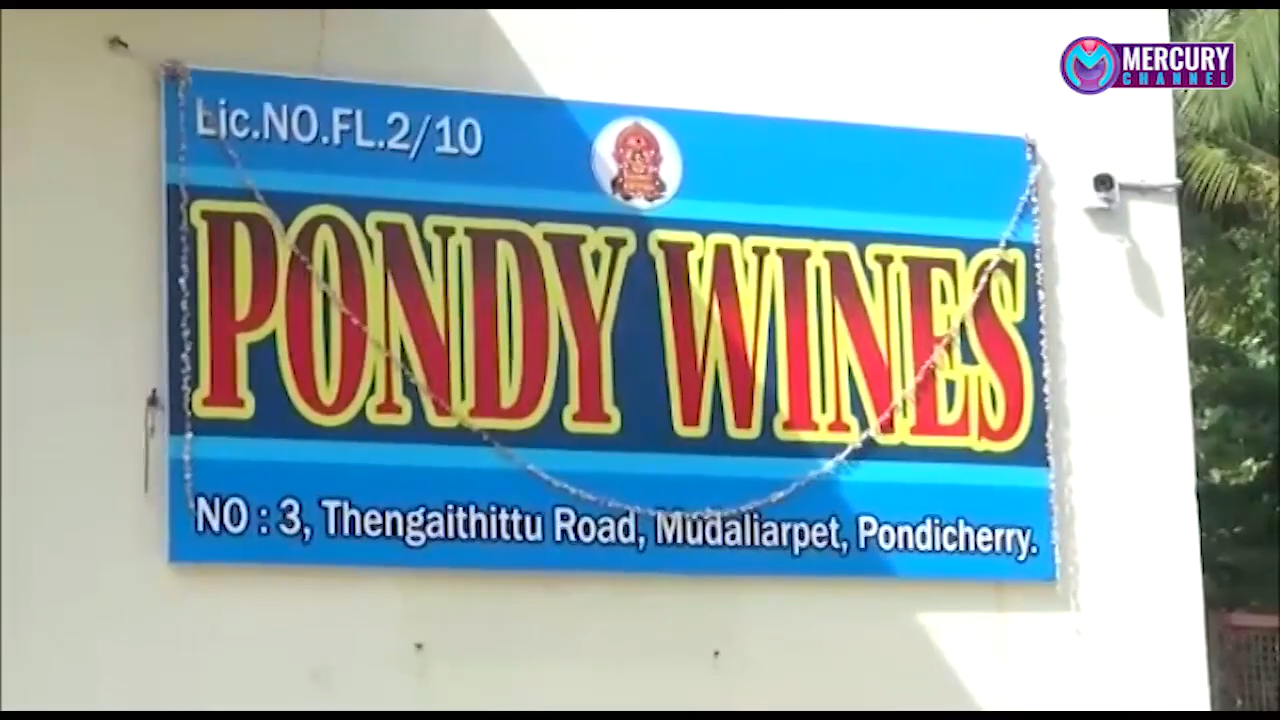 MERCURY
CHANNEL
Lic.NO.FL.2/10
PONDY WINES
NO : 3, Thengaithittu Road, Mudaliarpet, Pondicherry.